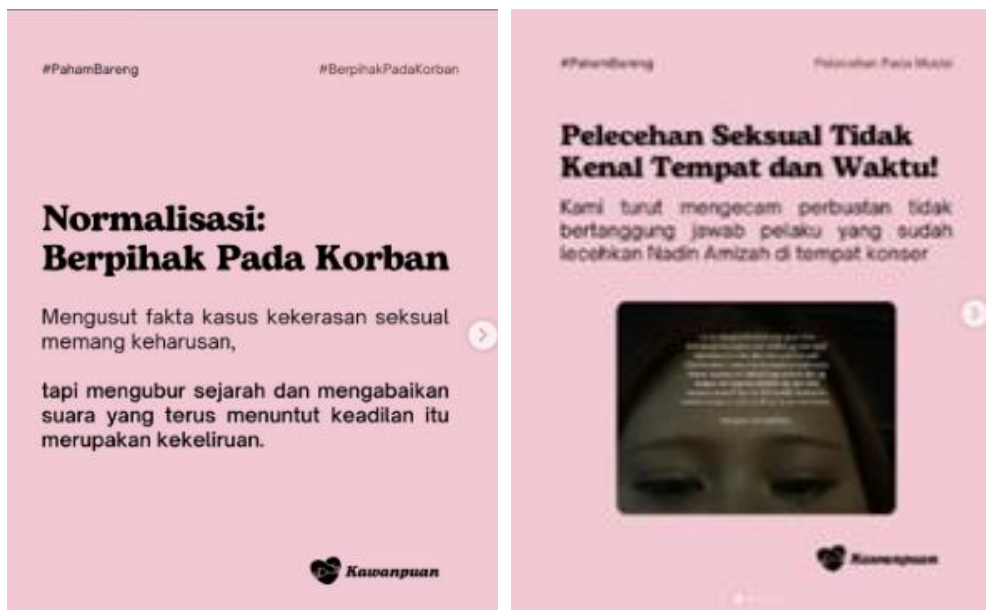 #PahamBareng
#BerpihakPadaKorban
Normalisasi:
Berpihak Pada Korban
Mengusut fakta kasus kekerasan seksual
memang keharusan,
tapi mengubur sejarah dan mengabaikan
suara yang terus menuntut keadilan itu
merupakan kekeliruan.
Kawanpuan
#PahamBareng
Pelecehan Pada
Pelecehan Seksual Tidak
Kenal Tempat dan Waktu!
Kami turut mengecam perbuatan tidak
bertanggung jawab pelaku yang sudah
lecehkan Nadin Amizah di tempat konser
Kawanpuan